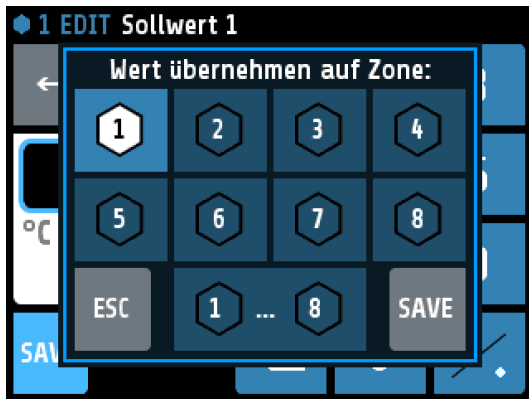 1 EDIT Sollwert 1
Wert übernehmen auf Zone:
1 2 3 4
5 6 7 8
°C
ESC 1 ... 8 SAVE